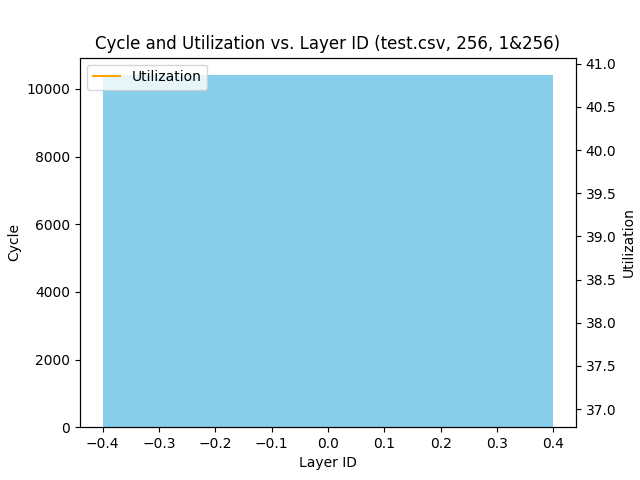 Cycle and Utilization vs. Layer ID (test.csv, 256, 1&256)
Utilization
10000
8000
6000
4000
2000
0
Cycle
41.0
40.5
40.0
39.5
39.0
38.5
38.0
37.5
37.0
Utilization
−0.4 −0.3 −0.2 −0.1 0.0 0.1 0.2 0.3 0.4
Layer ID